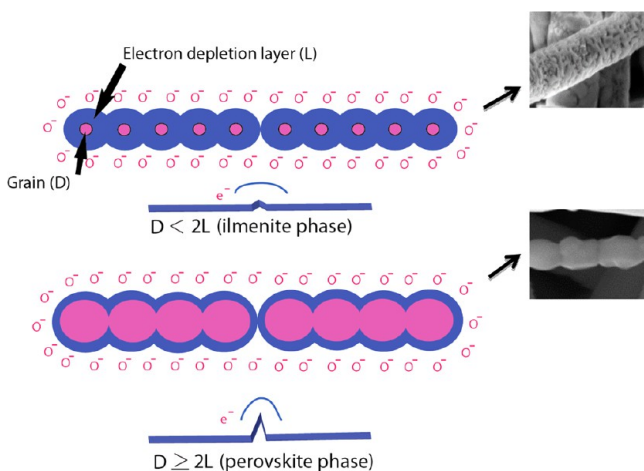 Electron depletion layer (L)
O⁻ O⁻ O⁻ O⁻ O⁻ O⁻ O⁻ O⁻ O⁻ O⁻ O⁻ O⁻ O⁻ O⁻ O⁻ O⁻
O⁻ O⁻
O⁻ O⁻ O⁻ O⁻ O⁻ O⁻ O⁻ O⁻ O⁻ O⁻ O⁻ O⁻ O⁻ O⁻ O⁻ O⁻
Grain (D)
e⁻
D < 2L (ilmenite phase)
O⁻ O⁻ O⁻ O⁻ O⁻ O⁻ O⁻ O⁻ O⁻ O⁻ O⁻ O⁻ O⁻ O⁻ O⁻ O⁻
O⁻ O⁻
O⁻ O⁻
O⁻ O⁻
O⁻ O⁻ O⁻ O⁻ O⁻ O⁻ O⁻ O⁻ O⁻ O⁻ O⁻ O⁻ O⁻ O⁻ O⁻ O⁻
e⁻
D ≥ 2L (perovskite phase)